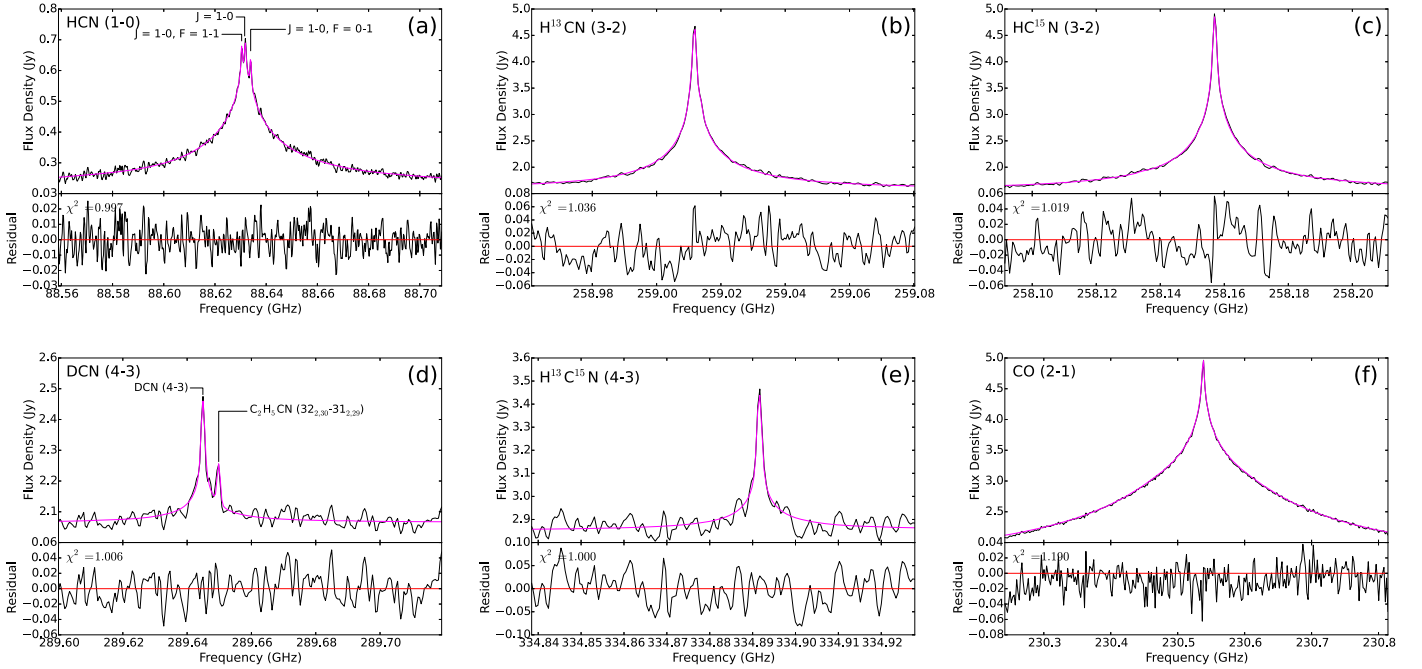 HCN (1-0)
J = 1-0
J = 1-0, F = 1-1
J = 1-0, F = 0-1
(a)
Flux Density (Jy)
0.8
0.7
0.6
0.5
0.4
0.3
0.2
0.03
0.02
0.01
0.00
−0.01
−0.02
−0.03
Residual
χ² =0.997
88.56 88.58 88.60 88.62 88.64 88.66 88.68 88.70
Frequency (GHz)
H¹³CN (3-2)
(b)
Flux Density (Jy)
5.0
4.5
4.0
3.5
3.0
2.5
2.0
0.08
0.06
0.04
0.02
0.00
−0.02
−0.04
−0.06
Residual
χ² =1.036
258.98 259.00 259.02 259.04 259.06 259.08
Frequency (GHz)
HC¹⁵N (3-2)
(c)
Flux Density (Jy)
5.0
4.5
4.0
3.5
3.0
2.5
2.0
0.06
0.04
0.02
0.00
−0.02
−0.04
−0.06
Residual
χ² =1.019
258.10 258.12 258.14 258.16 258.18 258.20
Frequency (GHz)
DCN (4-3)
DCN (4-3)
C₂H₅CN (32₂,₃₀-31₂,₂₉)
(d)
Flux Density (Jy)
2.6
2.5
2.4
2.3
2.2
2.1
0.06
0.04
0.02
0.00
−0.02
−0.04
−0.06
Residual
χ² =1.006
289.60 289.62 289.64 289.66 289.68 289.70
Frequency (GHz)
H¹³C¹⁵N (4-3)
(e)
Flux Density (Jy)
3.6
3.5
3.4
3.3
3.2
3.1
3.0
2.9
0.10
0.05
0.00
−0.05
−0.10
Residual
χ² =1.000
334.84 334.85 334.86 334.87 334.88 334.89 334.90 334.91 334.92
Frequency (GHz)
CO (2-1)
(f)
Flux Density (Jy)
5.0
4.5
4.0
3.5
3.0
2.5
0.04
0.02
0.00
−0.02
−0.04
−0.06
−0.08
Residual
χ² =1.190
230.3 230.4 230.5 230.6 230.7 230.8
Frequency (GHz)